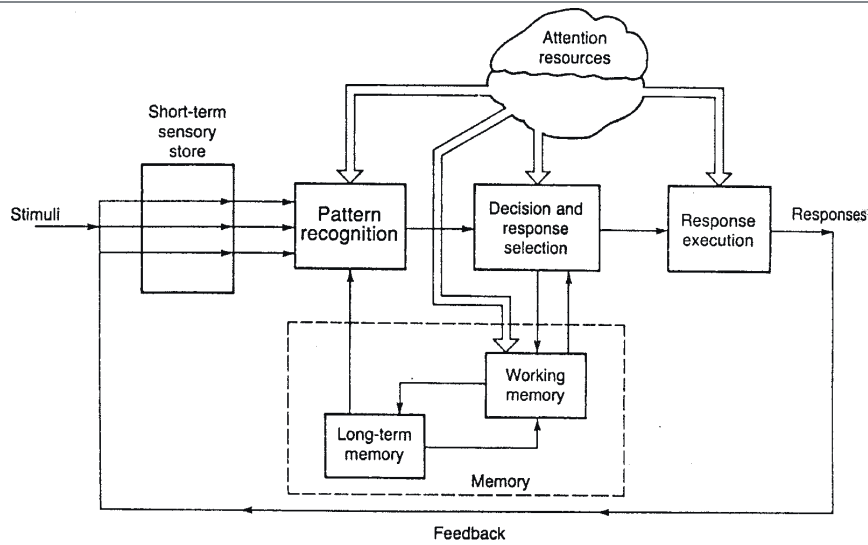 Attention
resources
Short-term
sensory
store
Stimuli
Pattern
recognition
Decision and
response
selection
Response
execution
Responses
Working
memory
Long-term
memory
Memory
Feedback